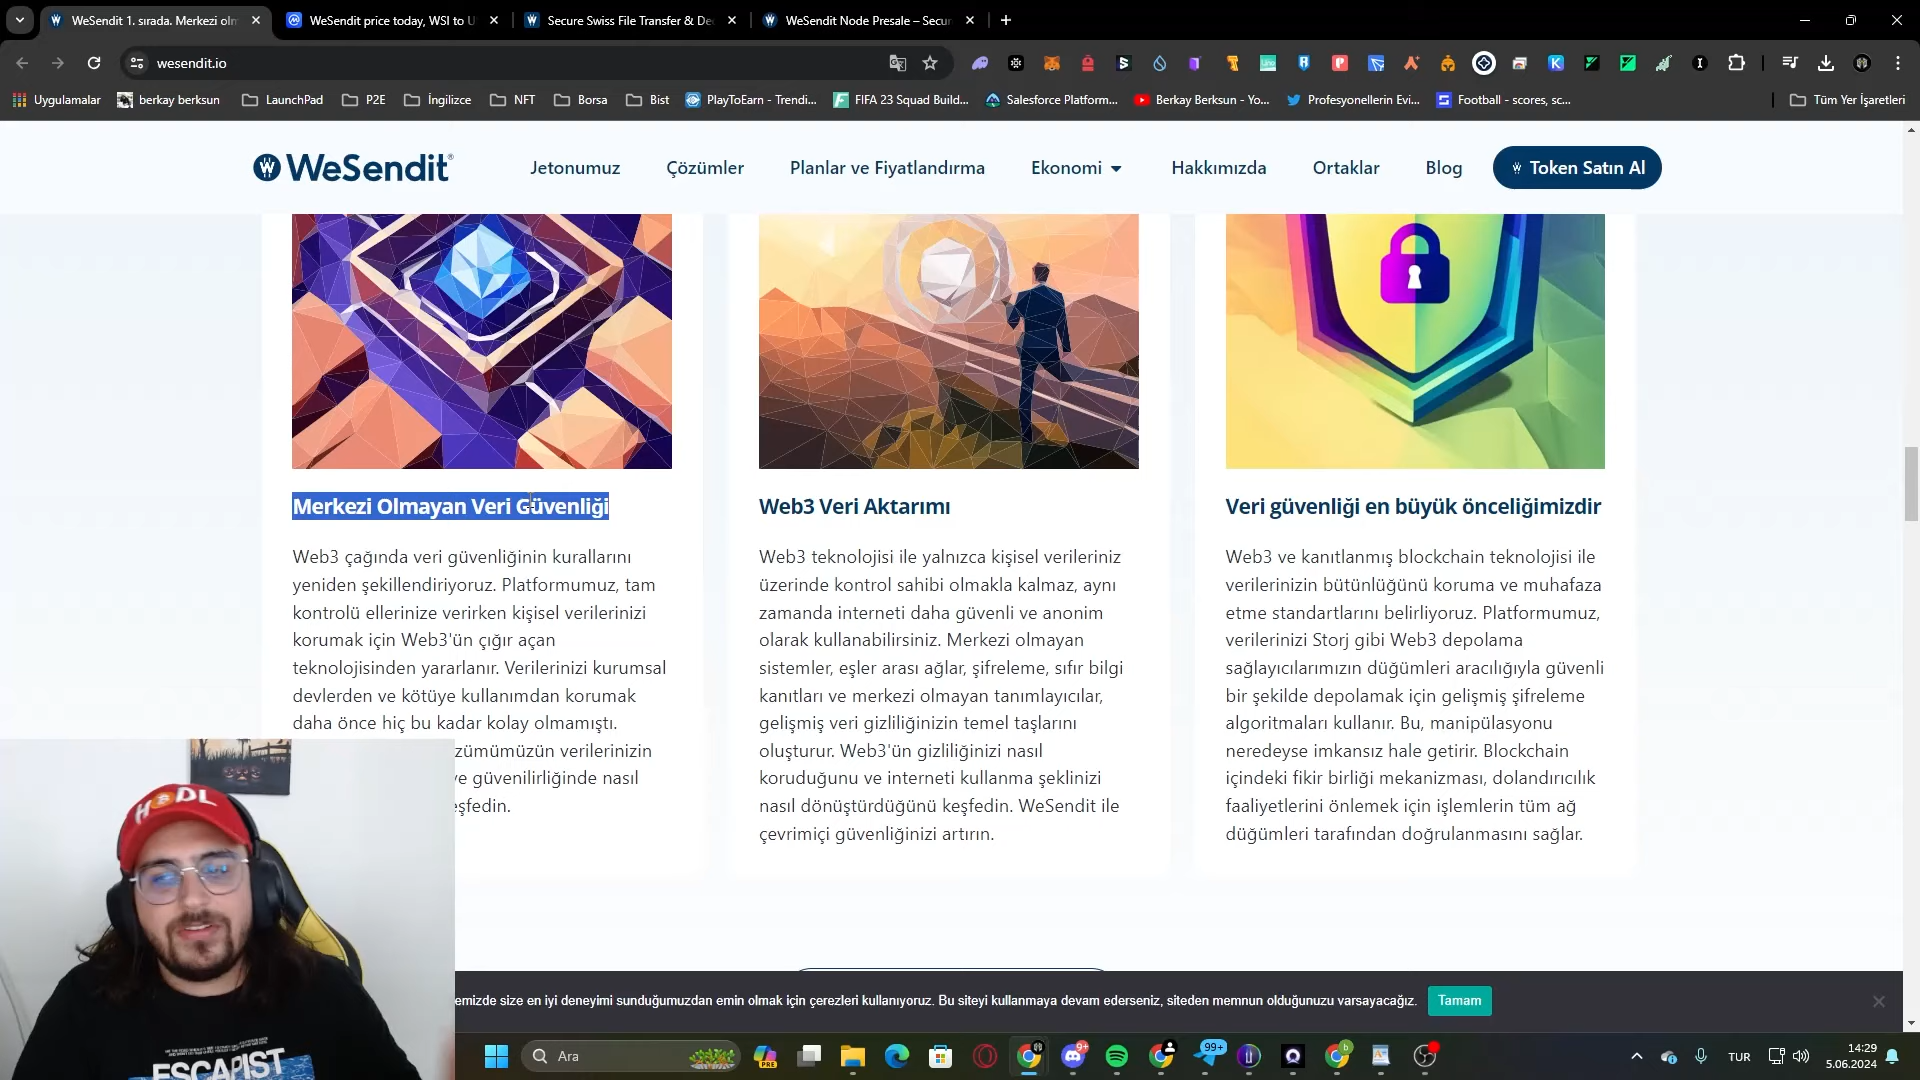 WeSendit 1. sırada. Merkezi olm
WeSendit price today, WSI to U
Secure Swiss File Transfer & De
WeSendit Node Presale – Secur
wesendit.io
Uygulamalar
berkay berksun
LaunchPad
P2E
İngilizce
NFT
Borsa
Bist
PlayToEarn - Trendi...
FIFA 23 Squad Build...
Salesforce Platform...
Berkay Berksun - Yo...
Profesyonellerin Evi...
Football - scores, sc...
Tüm Yer İşaretleri
WeSendit
Jetonumuz
Çözümler
Planlar ve Fiyatlandırma
Ekonomi
Hakkımızda
Ortaklar
Blog
Token Satın Al
Merkezi Olmayan Veri Güvenliği
Web3 çağında veri güvenliğinin kurallarını
yeniden şekillendiriyoruz. Platformumuz, tam
kontrolü ellerinize verirken kişisel verilerinizi
korumak için Web3'ün çığır açan
teknolojisinden yararlanır. Verilerinizi kurumsal
devlerden ve kötüye kullanımdan korumak
daha önce hiç bu kadar kolay olmamıştı.
zümümüzün verilerinizin
ve güvenilirliğinde nasıl
eşfedin.
Web3 Veri Aktarımı
Web3 teknolojisi ile yalnızca kişisel verileriniz
üzerinde kontrol sahibi olmakla kalmaz, aynı
zamanda interneti daha güvenli ve anonim
olarak kullanabilirsiniz. Merkezi olmayan
sistemler, eşler arası ağlar, şifreleme, sıfır bilgi
kanıtları ve merkezi olmayan tanımlayıcılar,
gelişmiş veri gizliliğinizin temel taşlarını
oluşturur. Web3'ün gizliliğinizi nasıl
koruduğunu ve interneti kullanma şeklinizi
nasıl dönüştürdüğünü keşfedin. WeSendit ile
çevrimiçi güvenliğinizi artırın.
Veri güvenliği en büyük önceliğimizdir
Web3 ve kanıtlanmış blockchain teknolojisi ile
verilerinizin bütünlüğünü koruma ve muhafaza
etme standartlarını belirliyoruz. Platformumuz,
verilerinizi Storj gibi Web3 depolama
sağlayıcılarımızın düğümleri aracılığıyla güvenli
bir şekilde depolamak için gelişmiş şifreleme
algoritmaları kullanır. Bu, manipülasyonu
neredeyse imkansız hale getirir. Blockchain
içindeki fikir birliği mekanizması, dolandırıcılık
faaliyetlerini önlemek için işlemlerin tüm ağ
düğümleri tarafından doğrulanmasını sağlar.
HODL
ESCAPIST
emizde size en iyi deneyimi sunduğumuzdan emin olmak için çerezleri kullanıyoruz. Bu siteyi kullanmaya devam ederseniz, siteden memnun olduğunuzu varsayacağız.
Tamam
Ara
PRE
9+
99+
TUR
14:29
5.06.2024